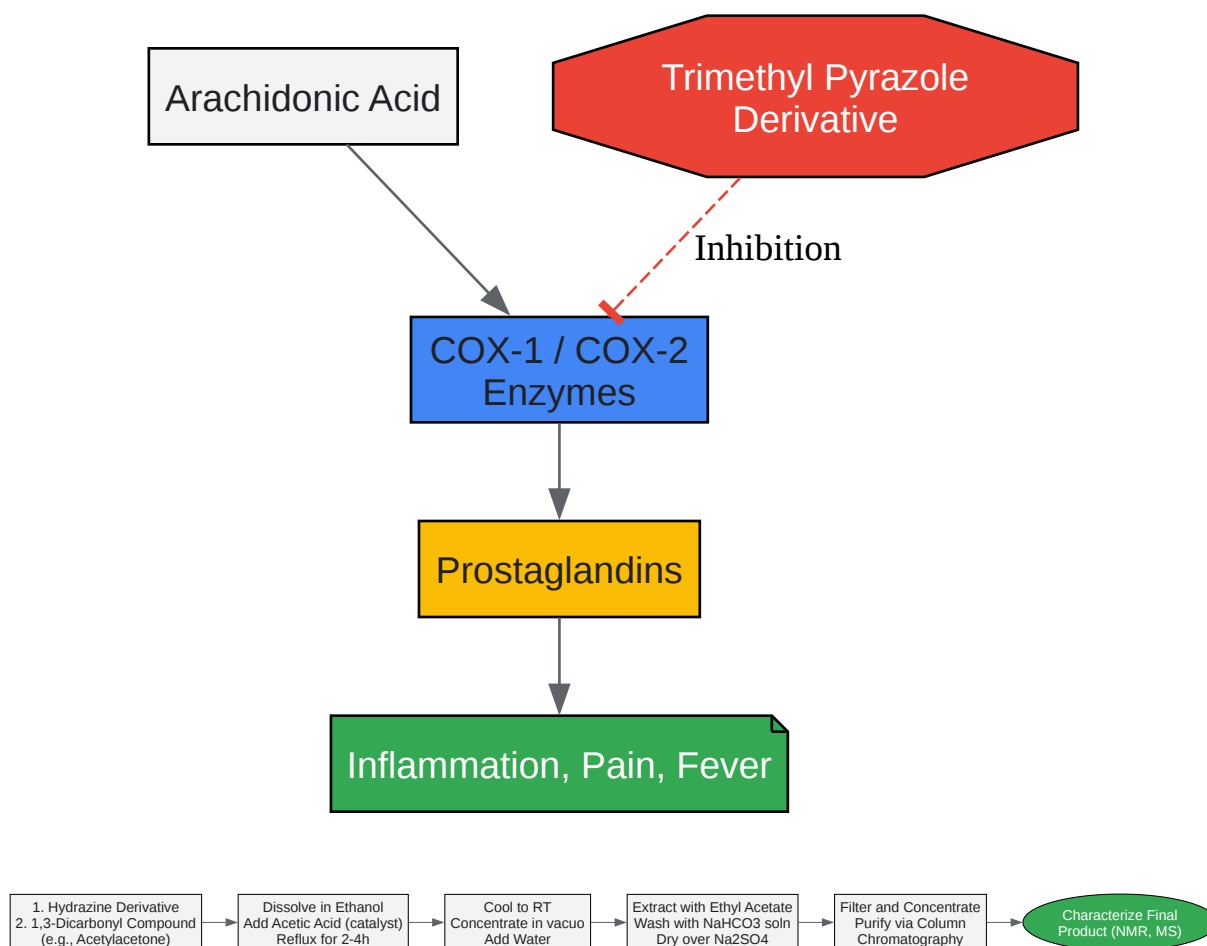 Arachidonic Acid
Trimethyl Pyrazole
Derivative
Inhibition
COX-1 / COX-2
Enzymes
Prostaglandins
Inflammation, Pain, Fever
1. Hydrazine Derivative
2. 1,3-Dicarbonyl Compound
(e.g., Acetylacetone)
Dissolve in Ethanol
Add Acetic Acid (catalyst)
Reflux for 2-4h
Cool to RT
Concentrate in vacuo
Add Water
Extract with Ethyl Acetate
Wash with NaHCO3 soln
Dry over Na2SO4
Filter and Concentrate
Purify via Column
Chromatography
Characterize Final
Product (NMR, MS)